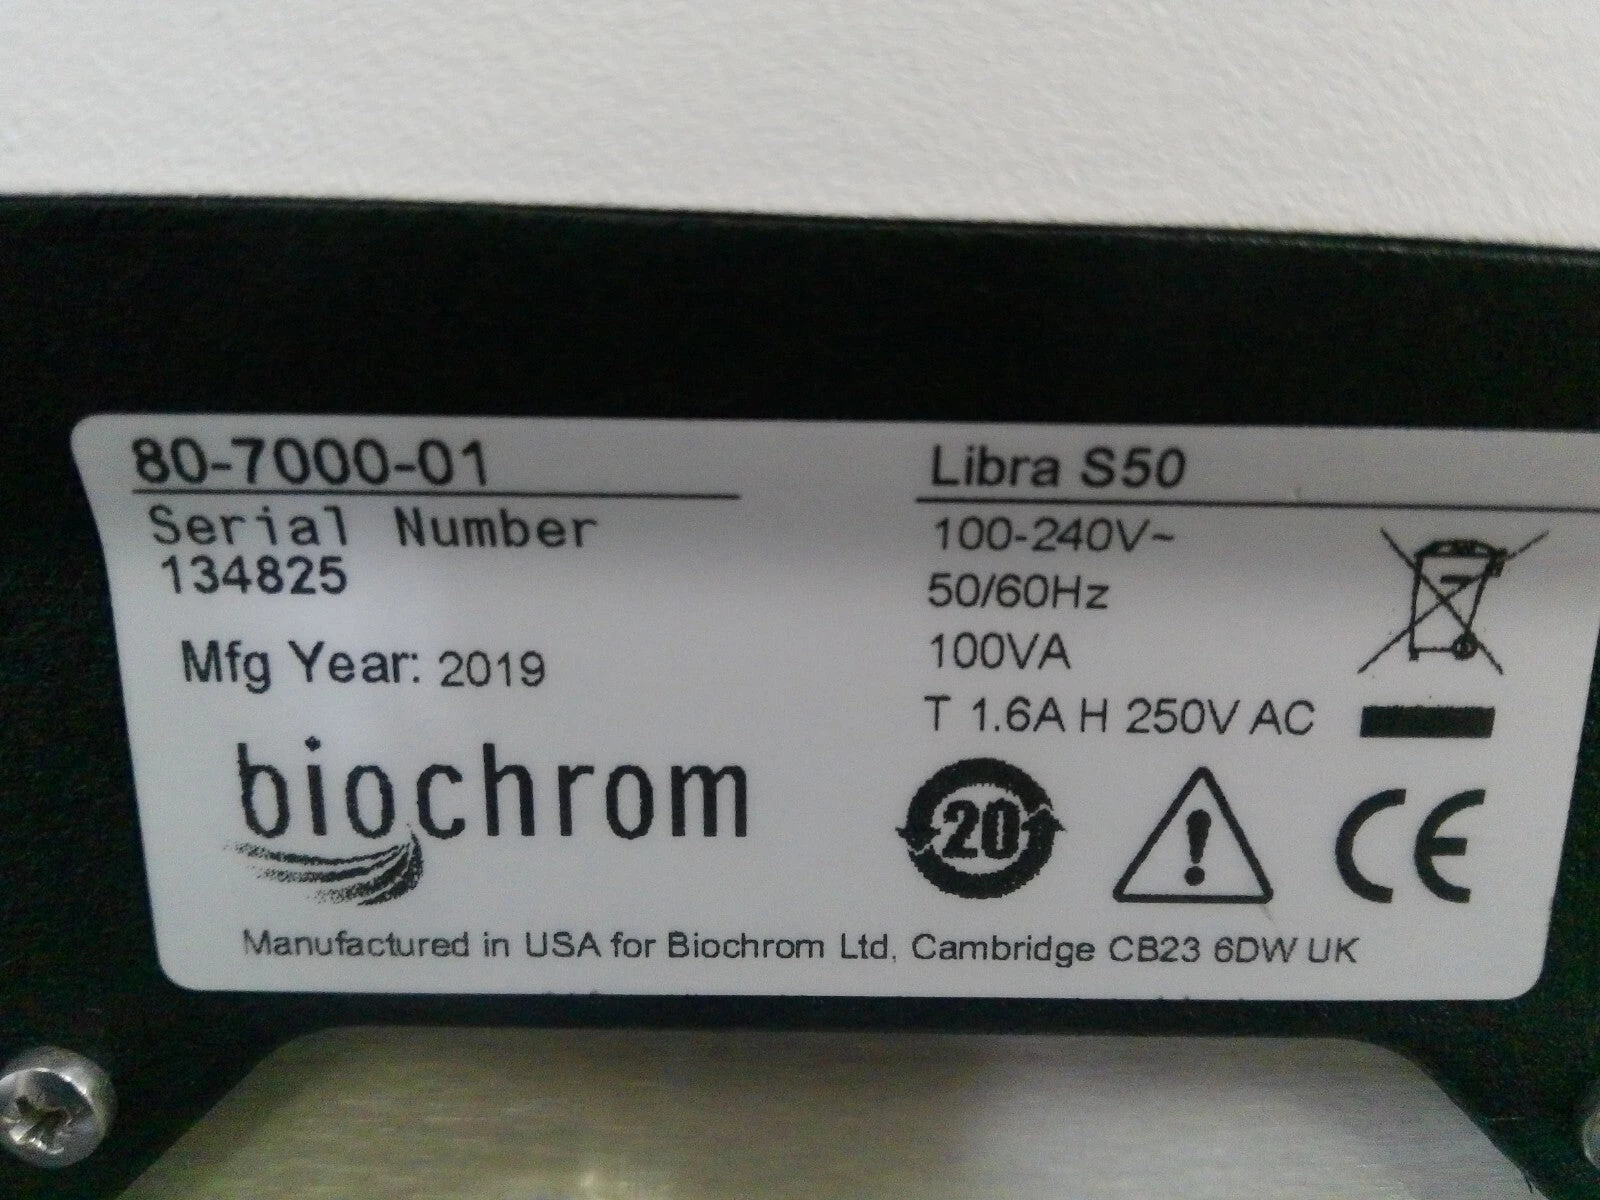 80-7000-01
Serial Number
134825
Mfg Year: 2019
biochrom
Libra S50
100-240V~
50/60Hz
100VA
T 1.6A H 250V AC
20
CE
Manufactured in USA for Biochrom Ltd, Cambridge CB23 6DW UK